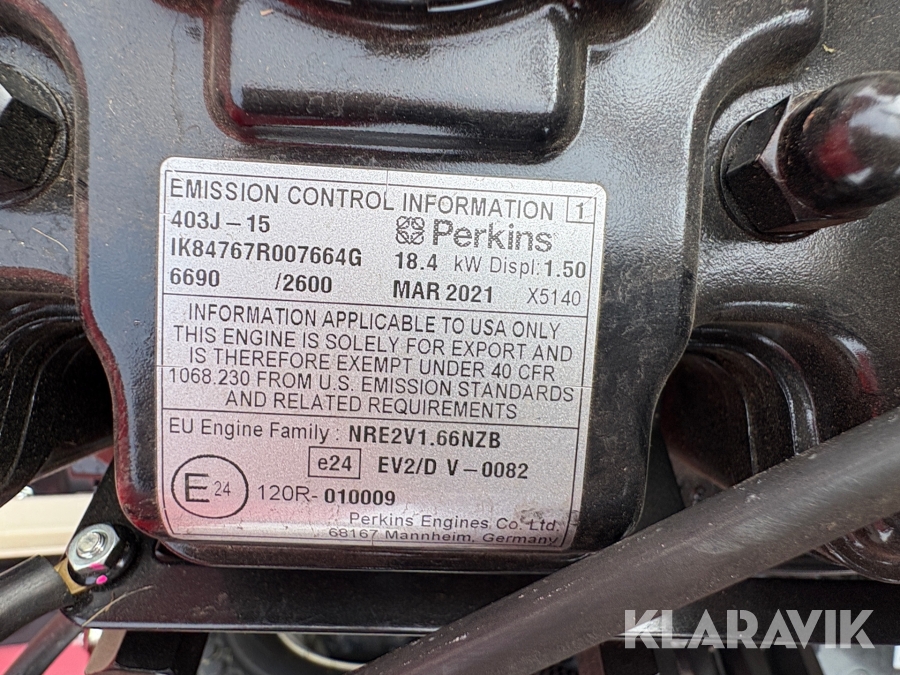 EMISSION CONTROL INFORMATION 1
403J-15 Perkins
IK84767R007664G 18.4 kW Displ: 1.50
6690 /2600 MAR 2021 X5140
INFORMATION APPLICABLE TO USA ONLY
THIS ENGINE IS SOLELY FOR EXPORT AND
IS THEREFORE EXEMPT UNDER 40 CFR
1068.230 FROM U.S. EMISSION STANDARDS
AND RELATED REQUIREMENTS
EU Engine Family : NRE2V1.66NZB
e24 EV2/D V-0082
E 24 120R-010009
Perkins Engines Co. Ltd.
68167 Mannheim, Germany
KLARAVIK